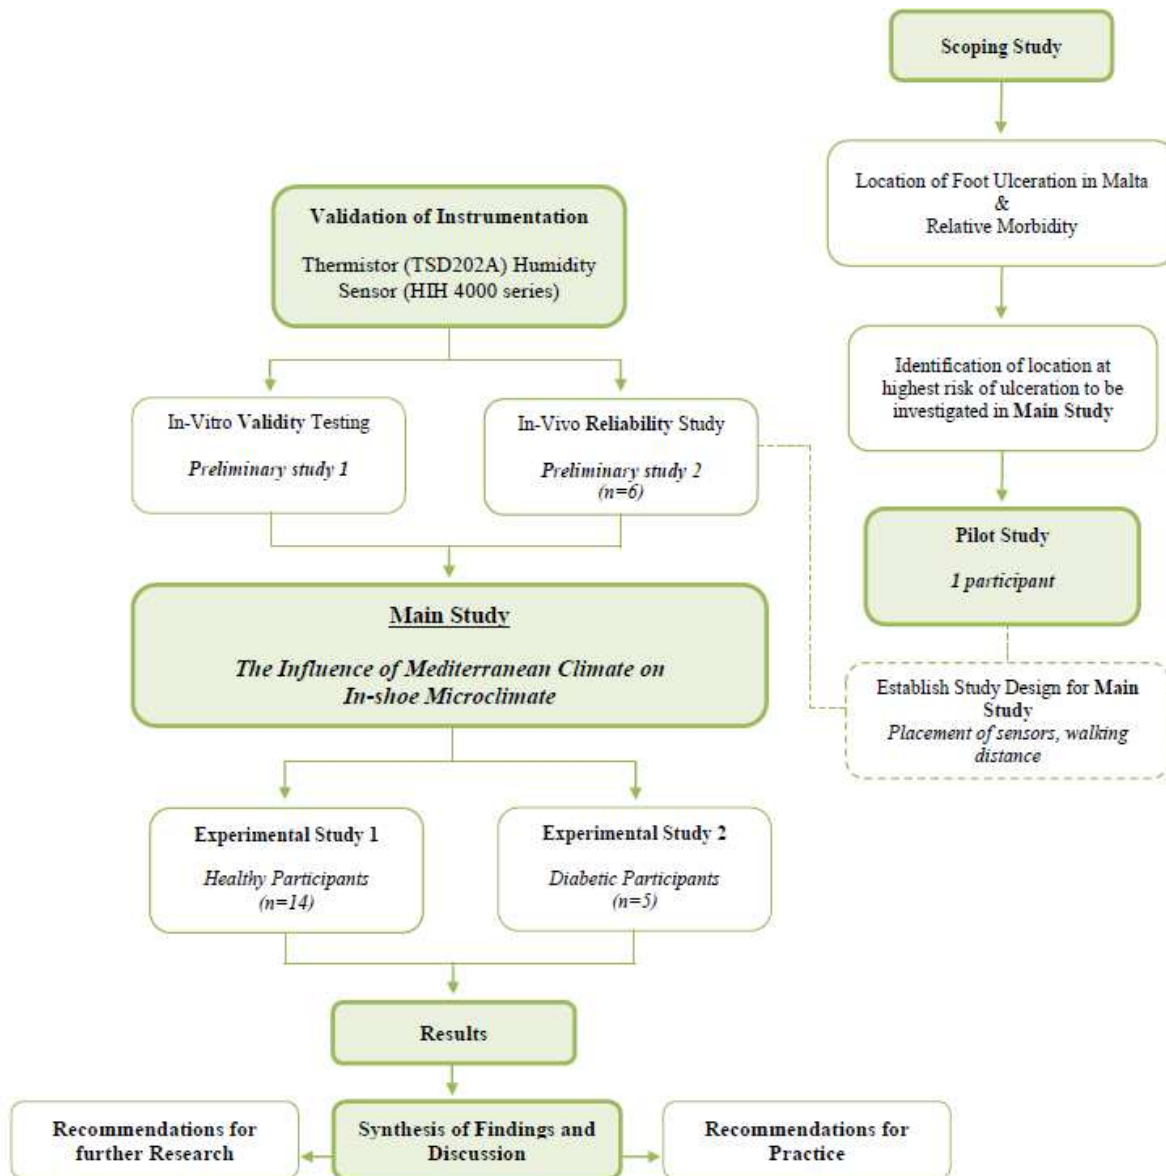 Scoping Study
Location of Foot Ulceration in Malta
&
Relative Morbidity
Identification of location at
highest risk of ulceration to be
investigated in Main Study
Pilot Study
1 participant
Establish Study Design for Main
Study
Placement of sensors, walking
distance
Validation of Instrumentation
Thermistor (TSD202A) Humidity
Sensor (HIH 4000 series)
In-Vitro Validity Testing
Preliminary study 1
In-Vivo Reliability Study
Preliminary study 2
(n=6)
Main Study
The Influence of Mediterranean Climate on
In-shoe Microclimate
Experimental Study 1
Healthy Participants
(n=14)
Experimental Study 2
Diabetic Participants
(n=5)
Results
Synthesis of Findings and
Discussion
Recommendations for
further Research
Recommendations for
Practice